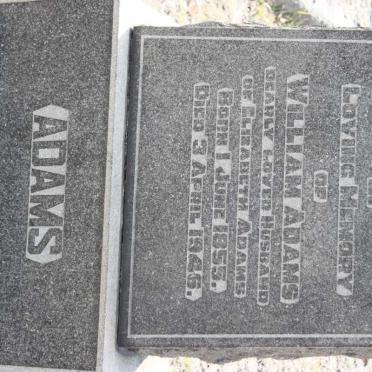 LOVING MEMORY
OF
WILLIAM ADAMS
DEARLY LOVED HUSBAND
OF ELIZABETH ADAMS
BORN 1 JUNE 1855.
DIED 3 APRIL 1946.
ADAMS